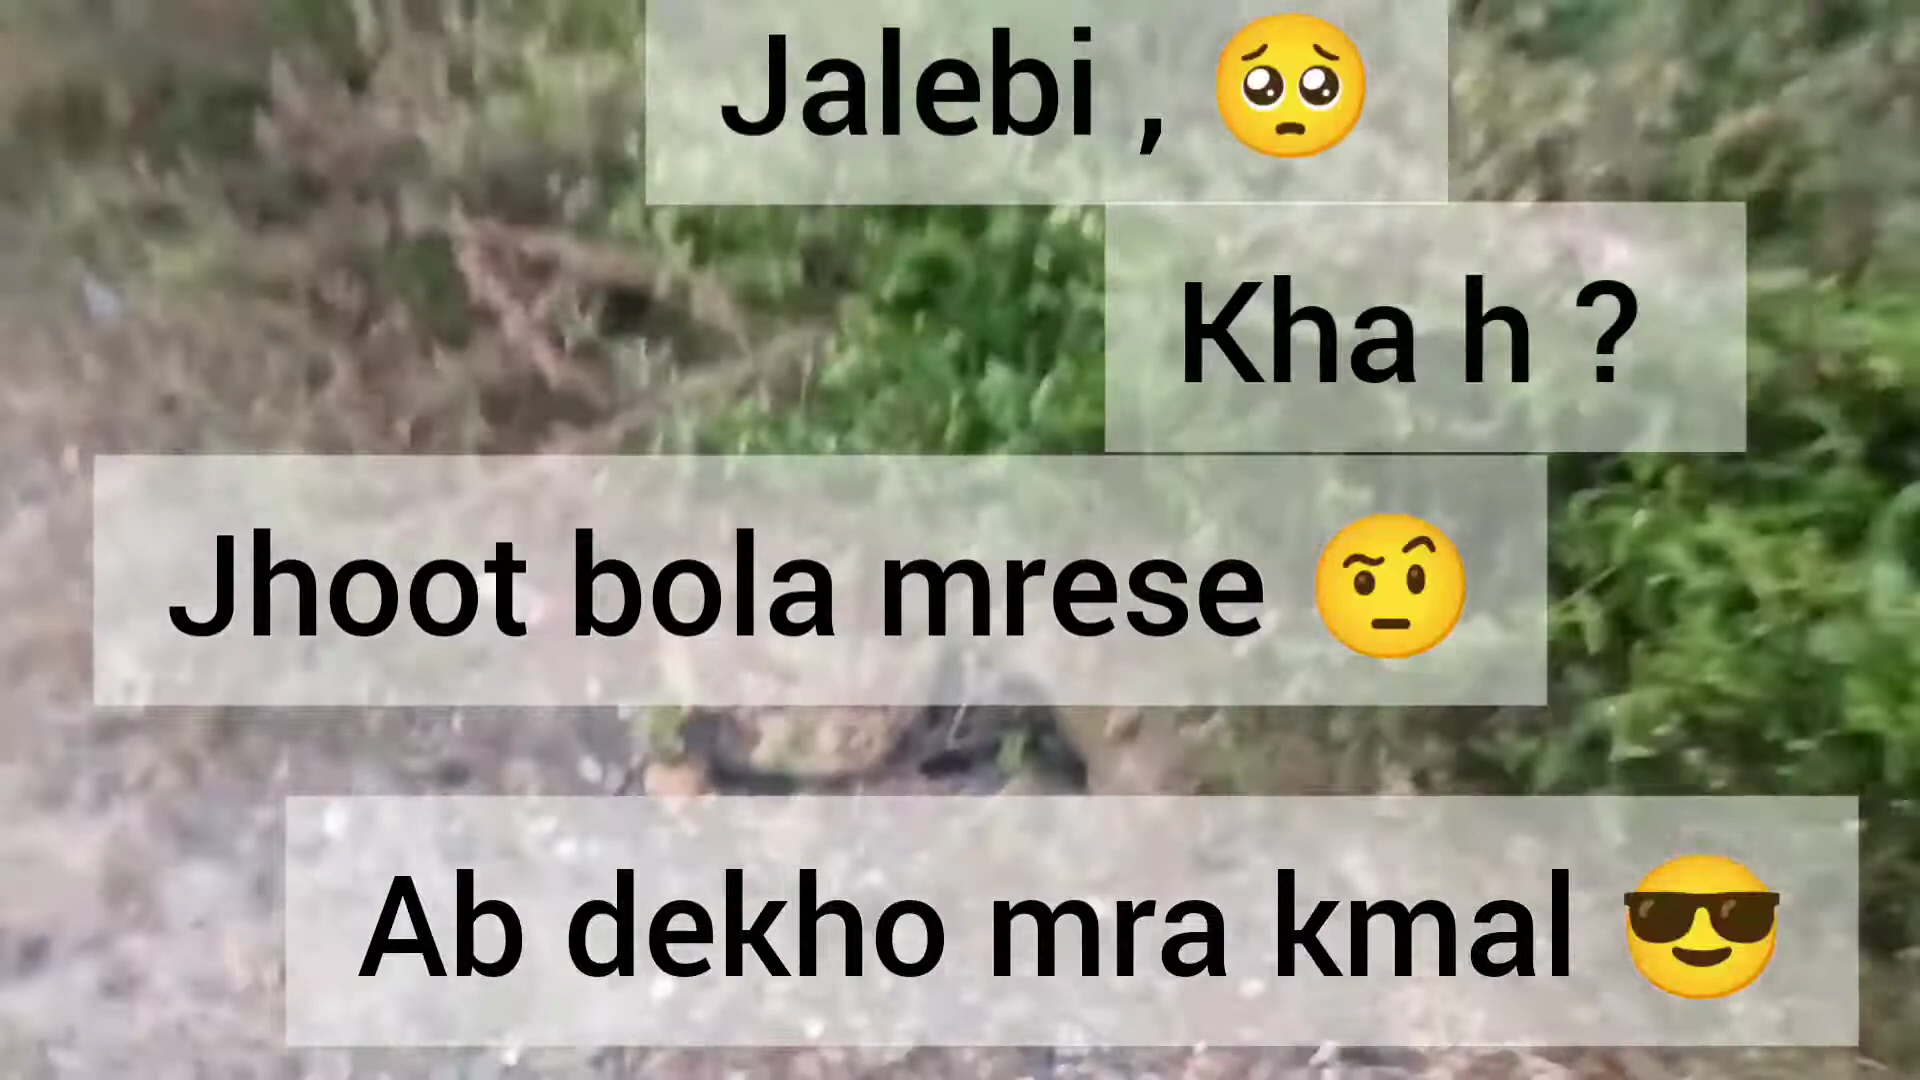 Jalebi , 🥺
Kha h ?
Jhoot bola mrese 🤨
Ab dekho mra kmal 😎